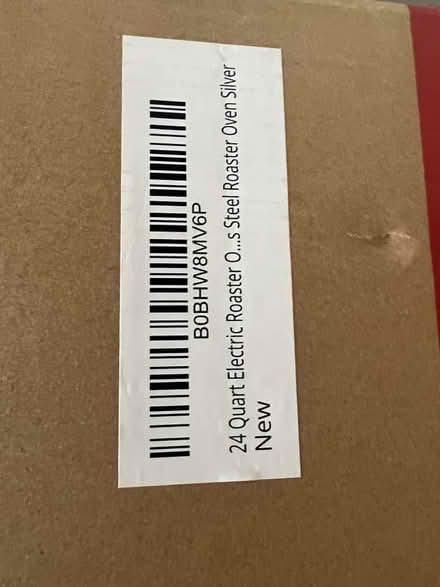 B0BHW8MV6P
24 Quart Electric Roaster O...s Steel Roaster Oven Silver
New